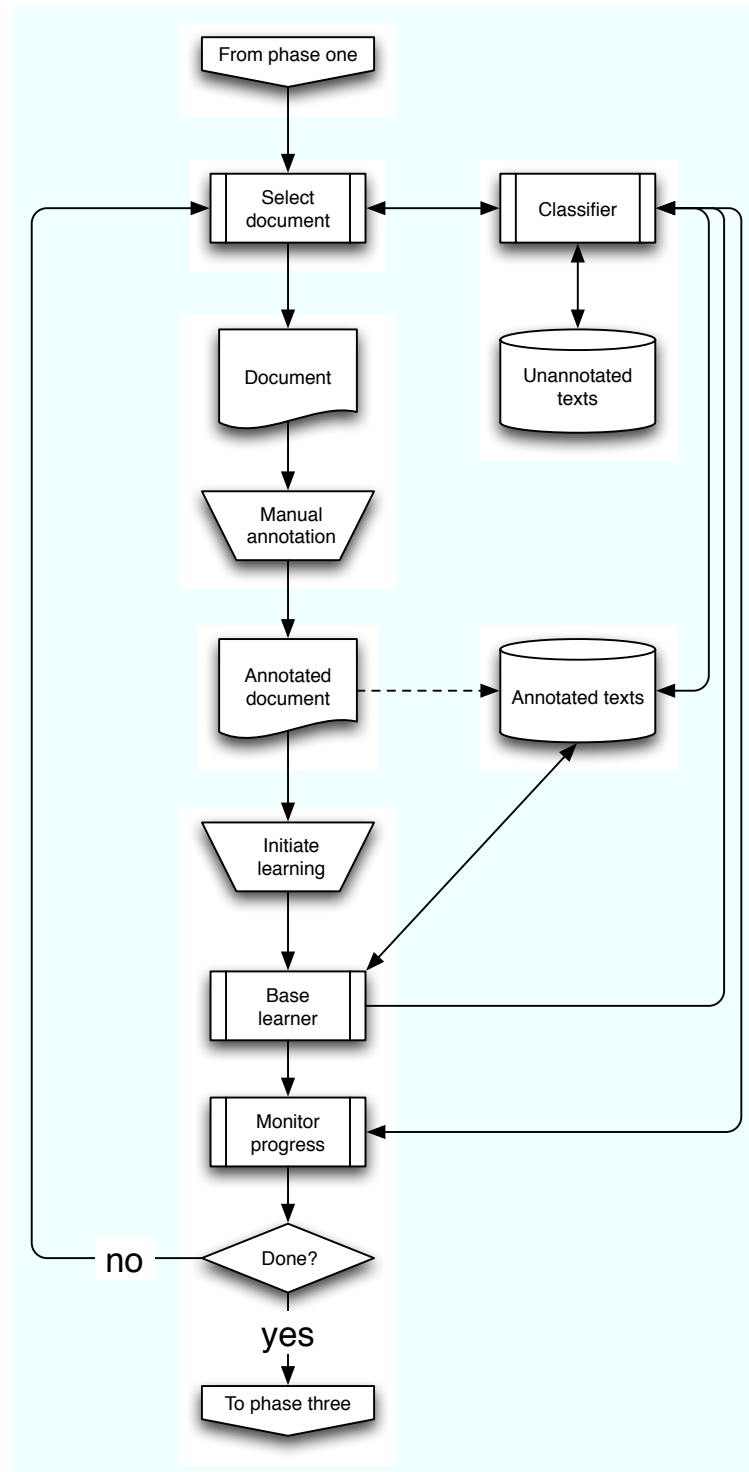 From phase one
Select
document
Classifier
Document
Unannotated
texts
Manual
annotation
Annotated
document
Annotated texts
Initiate
learning
Base
learner
Monitor
progress
Done?
no
yes
To phase three